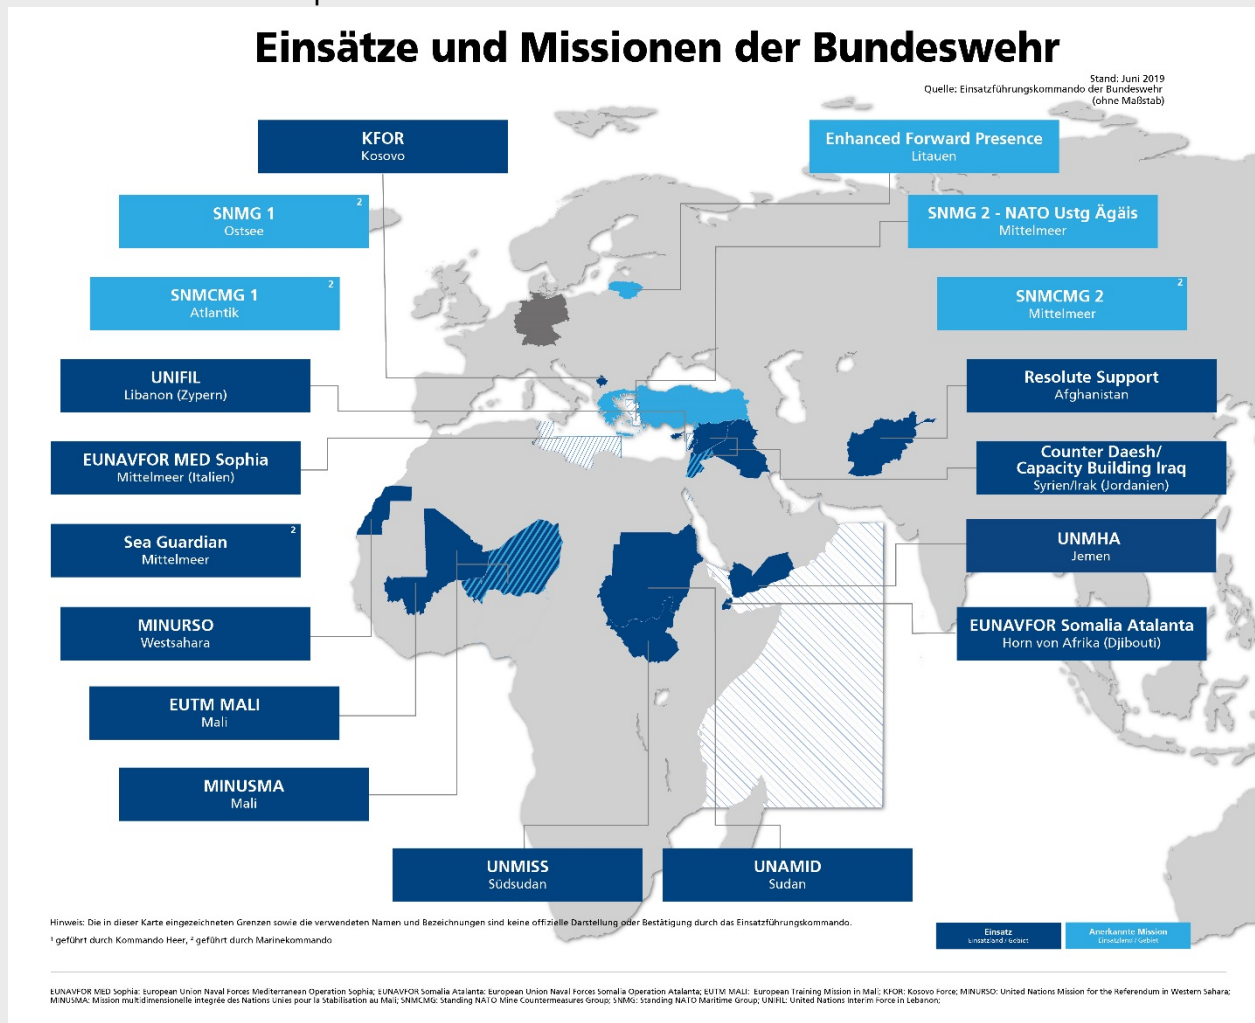 Einsätze und Missionen der Bundeswehr
Stand: Juni 2019
Quelle: Einsatzführungskommando der Bundeswehr
(ohne Maßstab)
KFOR
Kosovo
Enhanced Forward Presence
Litauen
SNMG 1 2
Ostsee
SNMG 2 - NATO Ustg Ägäis
Mittelmeer
SNMCMG 1 2
Atlantik
SNMCMG 2 2
Mittelmeer
UNIFIL
Libanon (Zypern)
Resolute Support
Afghanistan
EUNAVFOR MED Sophia
Mittelmeer (Italien)
Counter Daesh/
Capacity Building Iraq
Syrien/Irak (Jordanien)
Sea Guardian 2
Mittelmeer
UNMHA
Jemen
MINURSO
Westsahara
EUNAVFOR Somalia Atalanta
Horn von Afrika (Djibouti)
EUTM MALI
Mali
MINUSMA
Mali
UNMISS
Südsudan
UNAMID
Sudan
Hinweis: Die in dieser Karte eingezeichneten Grenzen sowie die verwendeten Namen und Bezeichnungen sind keine offizielle Darstellung oder Bestätigung durch das Einsatzführungskommando.
¹ geführt durch Kommando Heer, ² geführt durch Marinekommando
Einsatz
Einsatzland / Gebiet
Anerkannte Mission
Einsatzland / Gebiet
EUNAVFOR MED Sophia: European Union Naval Forces Mediterranean Operation Sophia; EUNAVFOR Somalia Atalanta: European Union Naval Forces Somalia Operation Atalanta; EUTM MALI: European Training Mission in Mali; KFOR: Kosovo Force; MINURSO: United Nations Mission for the Referendum in Western Sahara;
MINUSMA: Mission multidimensionelle integrée des Nations Unies pour la Stabilisation au Mali; SNMCMG: Standing NATO Mine Countermeasures Group; SNMG: Standing NATO Maritime Group; UNIFIL: United Nations Interim Force in Lebanon;